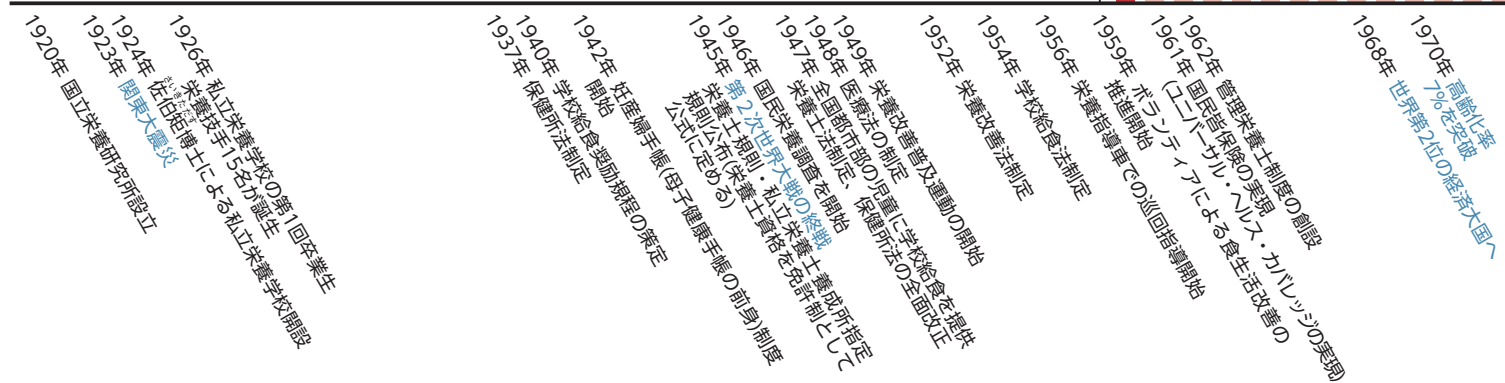 1920年 国立栄養研究所設立
1923年 関東大震災
1924年 佐伯矩博士による私立栄養学校開設
さいきただす
1926年 私立栄養学校の第1回卒業生
栄養技手15名が誕生
1937年 保健所法制定
1940年 学校給食奨励規程の策定
1942年 妊産婦手帳(母子健康手帳の前身)制度
開始
1945年 第2次世界大戦の終戦
栄養士規則・私立栄養士養成所指定
規則公布(栄養士資格を免許制として
公式に定める)
1946年 国民栄養調査を開始
1947年 全国都市部の児童に学校給食を提供
栄養士法制定、保健所法の全面改正
1948年 医療法の制定
1949年 栄養改善普及運動の開始
1952年 栄養改善法制定
1954年 学校給食法制定
1956年 栄養指導車での巡回指導開始
1959年 ボランティアによる食生活改善の
推進開始
1961年 国民皆保険の実現
(ユニバーサル・ヘルス・カバレッジの実現)
1962年 管理栄養士制度の創設
1968年 世界第2位の経済大国へ
1970年 高齢化率
7%を突破